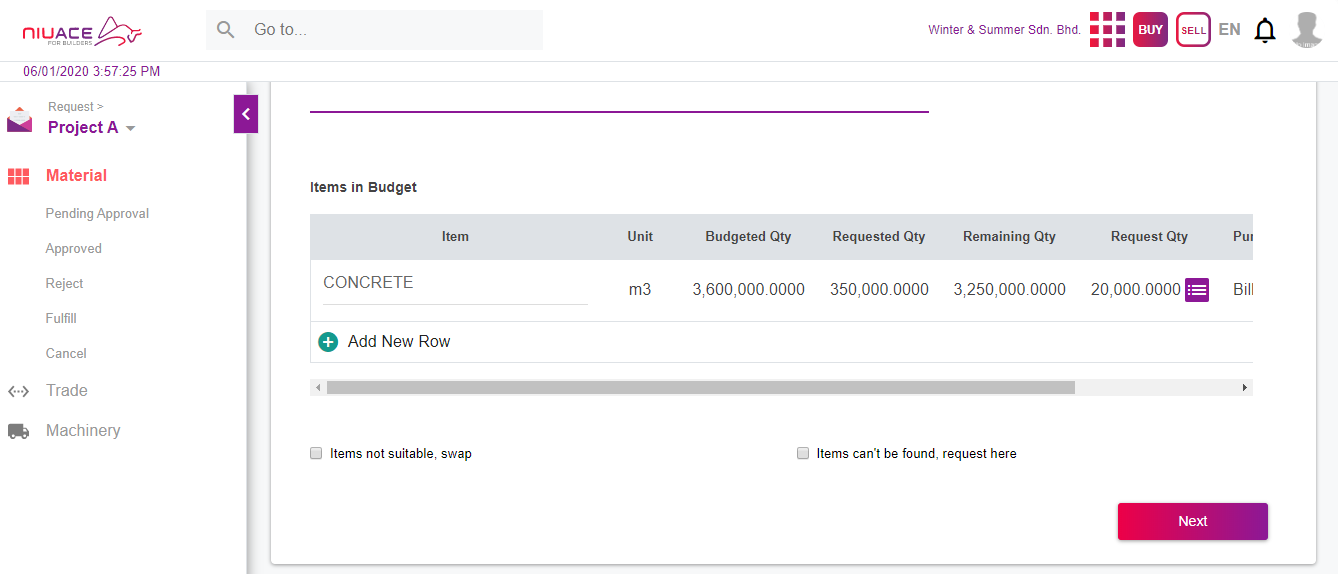 NIUACE
FOR BUILDERS
Go to...
Winter & Summer Sdn. Bhd.
BUY
SELL
EN
06/01/2020 3:57:25 PM
Request >
Project A
Material
Pending Approval
Approved
Reject
Fulfill
Cancel
Trade
Machinery
Items in Budget
Item Unit Budgeted Qty Requested Qty Remaining Qty Request Qty Pur
CONCRETE m3 3,600,000.0000 350,000.0000 3,250,000.0000 20,000.0000 Bill
Add New Row
Items not suitable, swap
Items can't be found, request here
Next